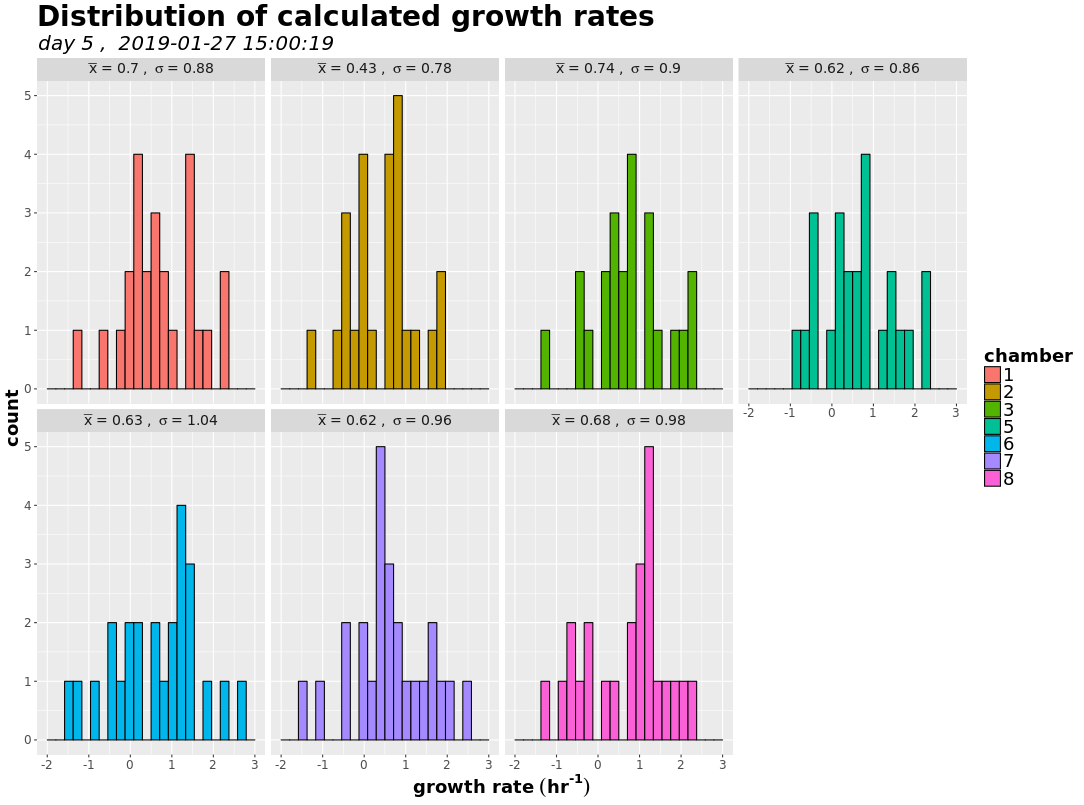 Distribution of calculated growth rates
day 5 ,  2019-01-27 15:00:19
x̅ = 0.7 ,  σ = 0.88
x̅ = 0.43 ,  σ = 0.78
x̅ = 0.74 ,  σ = 0.9
x̅ = 0.62 ,  σ = 0.86
5
4
3
2
1
0
-2 -1 0 1 2 3
x̅ = 0.63 ,  σ = 1.04
x̅ = 0.62 ,  σ = 0.96
x̅ = 0.68 ,  σ = 0.98
5
4
3
2
1
0
-2 -1 0 1 2 3
-2 -1 0 1 2 3
-2 -1 0 1 2 3
count
growth rate (hr⁻¹)
chamber
1
2
3
5
6
7
8